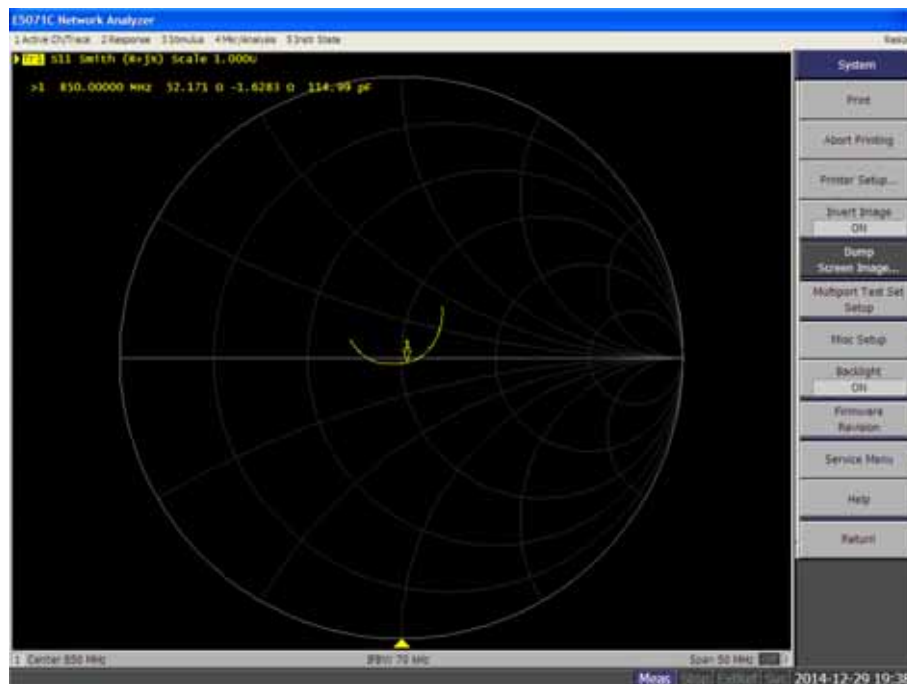 E5071C Network Analyzer
1 Active Ch/Trace 2 Response 3 Stimulus 4 Mkr/Analysis 5 Instr State
Tr1 S11 Smith (R+jX) Scale 1.000U
>1 850.00000 MHz 52.171 Ω -1.6283 Ω 114.99 pF
System
Print
Abort Printing
Printer Setup...
Invert Image
ON
Dump
Screen Image...
Multiport Test Set
Setup
Misc Setup
Backlight
ON
Firmware
Revision
Service Menu
Help
Return
1 Center 850 MHz IFBW 70 kHz Span 50 MHz
Meas Stop ExtRef Svc 2014-12-29 19:38